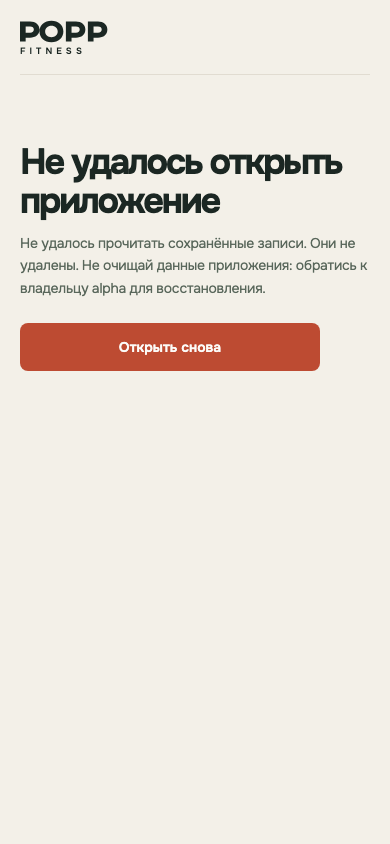 POPP
FITNESS
Не удалось открыть
приложение
Не удалось прочитать сохранённые записи. Они не
удалены. Не очищай данные приложения: обратись к
владельцу alpha для восстановления.
Открыть снова